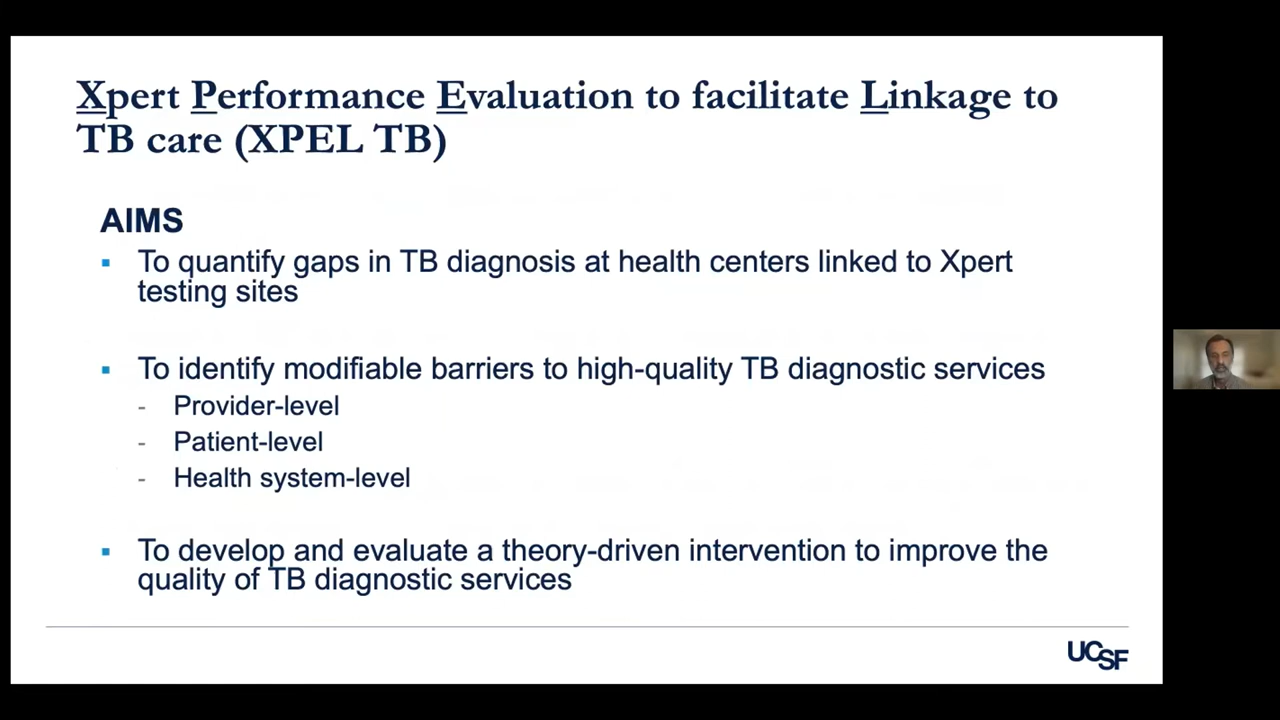 Xpert Performance Evaluation to facilitate Linkage to
TB care (XPEL TB)
AIMS
▪ To quantify gaps in TB diagnosis at health centers linked to Xpert
testing sites
▪ To identify modifiable barriers to high-quality TB diagnostic services
- Provider-level
- Patient-level
- Health system-level
▪ To develop and evaluate a theory-driven intervention to improve the
quality of TB diagnostic services
UCSF